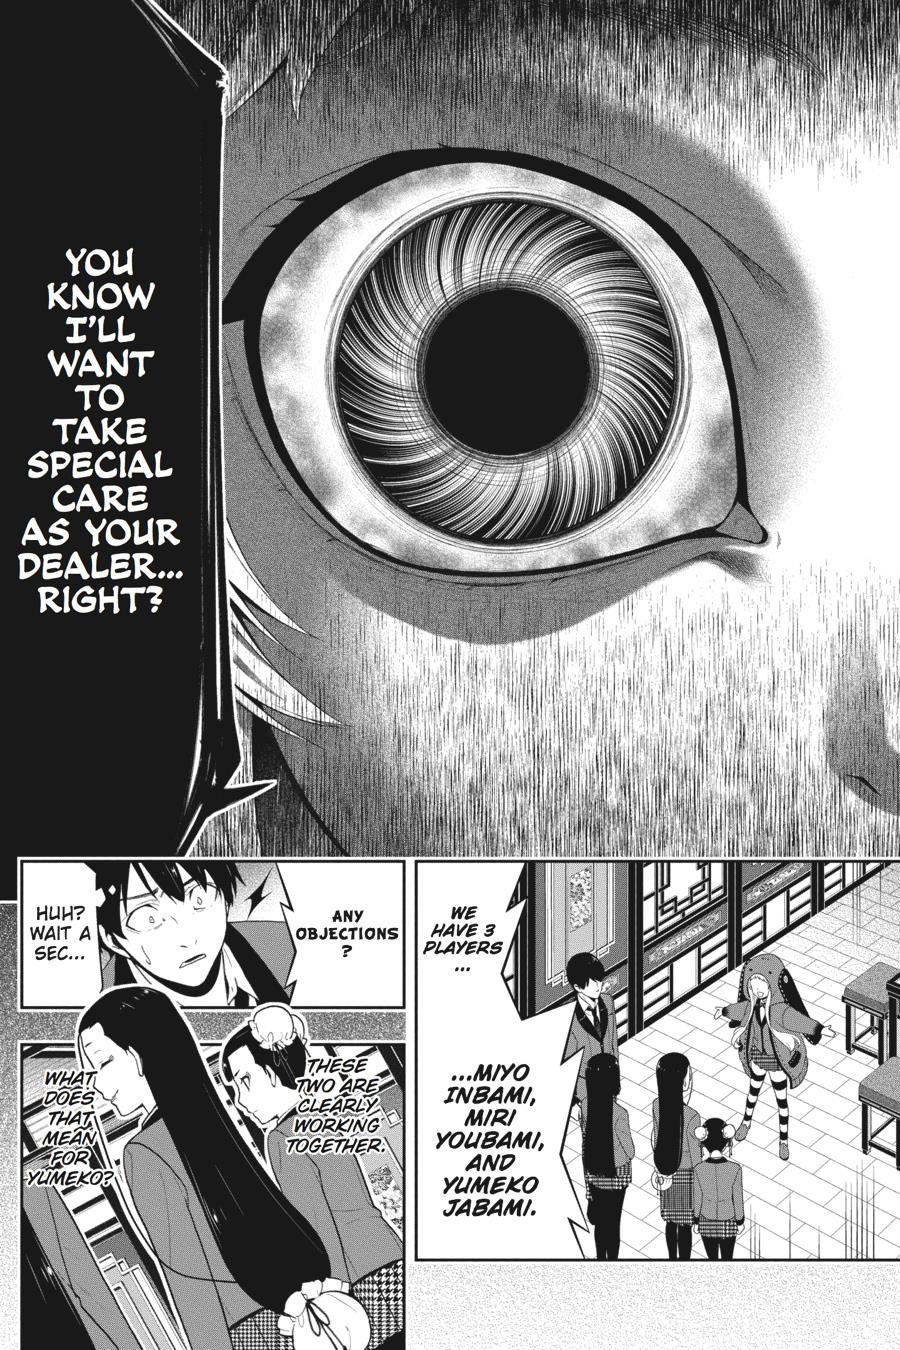 YOU
KNOW
I'LL
WANT
TO
TAKE
SPECIAL
CARE
AS YOUR
DEALER...
RIGHT?
WE
HAVE 3
PLAYERS
...
...MIYO
INBAMI,
MIRI
YOUBAMI,
AND
YUMEKO
JABAMI.
ANY
OBJECTIONS
?
HUH?
WAIT A
SEC...
THESE
TWO ARE
CLEARLY
WORKING
TOGETHER.
WHAT
DOES
THAT
MEAN
FOR
YUMEKO?